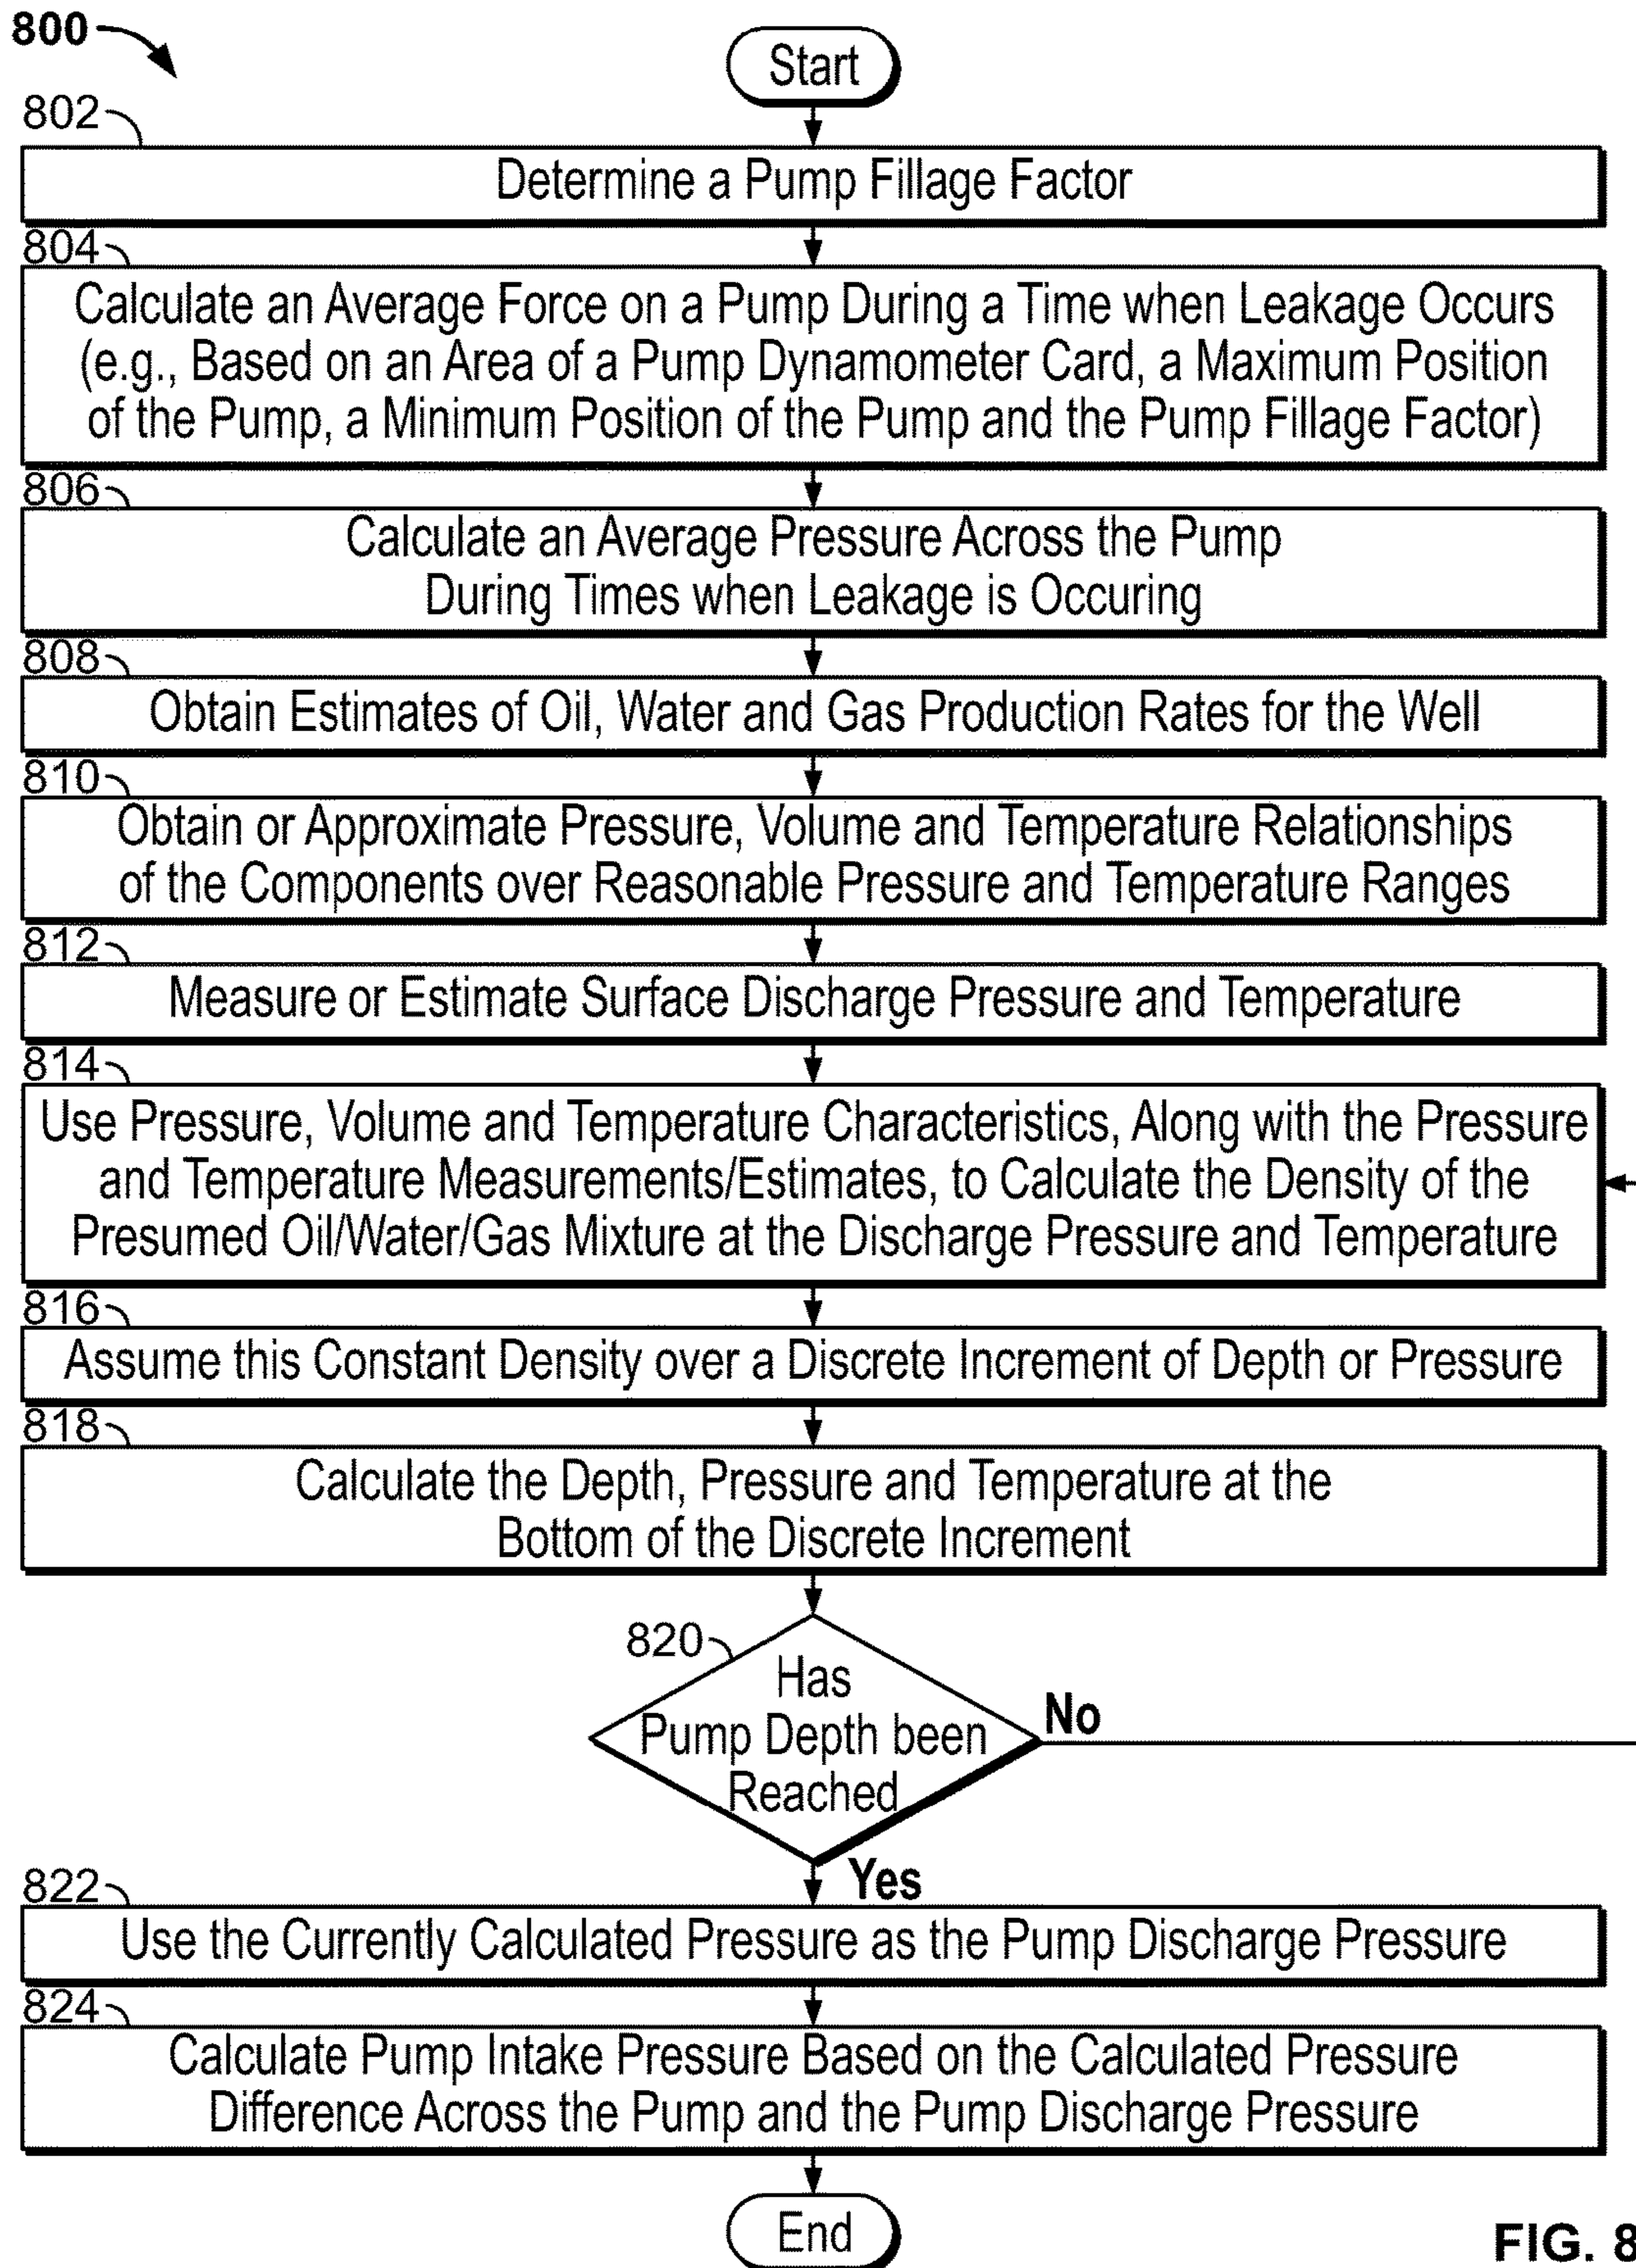 800
Start
802
Determine a Pump Fillage Factor
804
Calculate an Average Force on a Pump During a Time when Leakage Occurs
(e.g., Based on an Area of a Pump Dynamometer Card, a Maximum Position
of the Pump, a Minimum Position of the Pump and the Pump Fillage Factor)
806
Calculate an Average Pressure Across the Pump
During Times when Leakage is Occuring
808
Obtain Estimates of Oil, Water and Gas Production Rates for the Well
810
Obtain or Approximate Pressure, Volume and Temperature Relationships
of the Components over Reasonable Pressure and Temperature Ranges
812
Measure or Estimate Surface Discharge Pressure and Temperature
814
Use Pressure, Volume and Temperature Characteristics, Along with the Pressure
and Temperature Measurements/Estimates, to Calculate the Density of the
Presumed Oil/Water/Gas Mixture at the Discharge Pressure and Temperature
816
Assume this Constant Density over a Discrete Increment of Depth or Pressure
818
Calculate the Depth, Pressure and Temperature at the
Bottom of the Discrete Increment
820
Has
Pump Depth been
Reached
No
Yes
822
Use the Currently Calculated Pressure as the Pump Discharge Pressure
824
Calculate Pump Intake Pressure Based on the Calculated Pressure
Difference Across the Pump and the Pump Discharge Pressure
End
FIG. 8